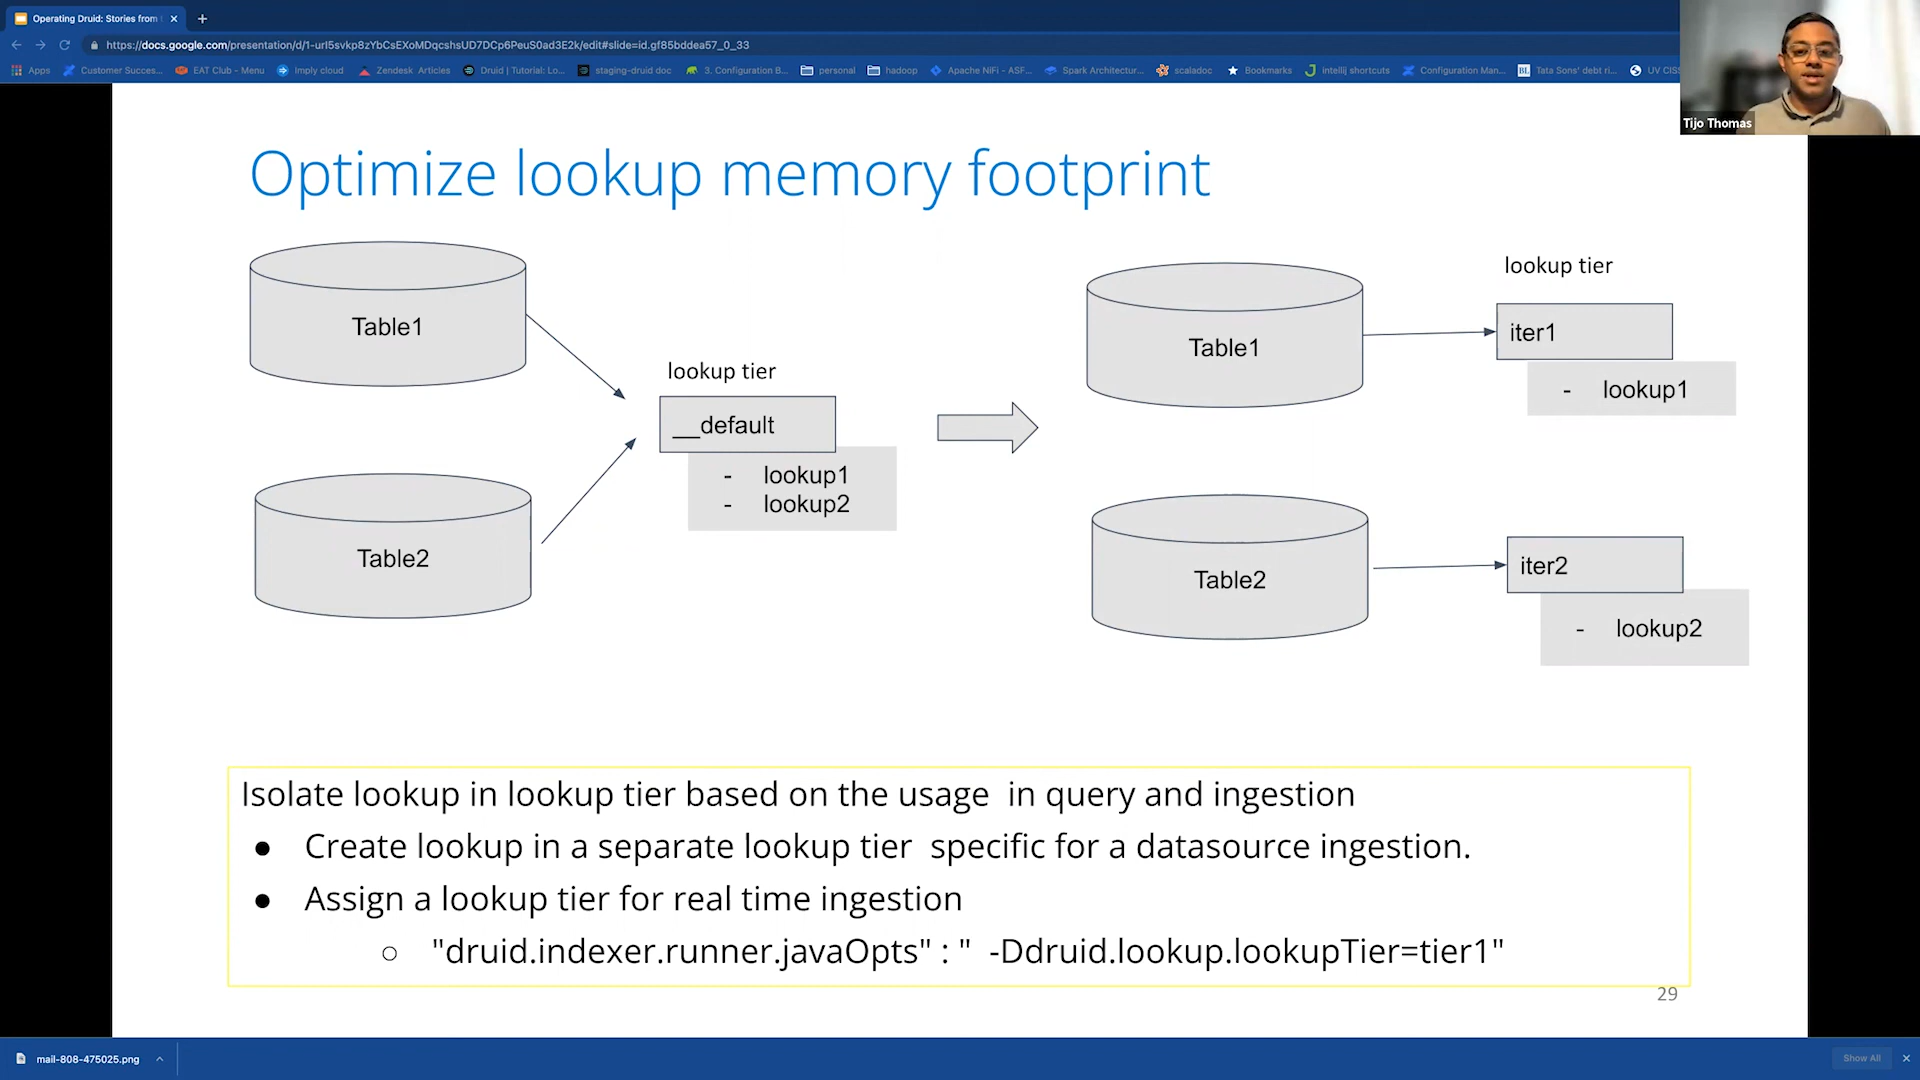 Operating Druid: Stories from
https://docs.google.com/presentation/d/1-url5svkp8zYbCsEXoMDqcshsUD7DCp6PeuS0ad3E2k/edit#slide=id.gf85bddea57_0_33
Apps Customer Succes... EAT Club - Menu Imply cloud Zendesk Articles Druid | Tutorial: Lo... staging-druid doc 3. Configuration B... personal hadoop Apache NiFi - ASF... Spark Architectur... scaladoc Bookmarks intellij shortcuts Configuration Man... Tata Sons' debt ri... UV CIS
Tijo Thomas
Optimize lookup memory footprint
Table1
Table2
lookup tier
__default
- lookup1
- lookup2
Table1
lookup tier
iter1
- lookup1
Table2
iter2
- lookup2
Isolate lookup in lookup tier based on the usage in query and ingestion
● Create lookup in a separate lookup tier specific for a datasource ingestion.
● Assign a lookup tier for real time ingestion
○ "druid.indexer.runner.javaOpts" : " -Ddruid.lookup.lookupTier=tier1"
29
mail-808-475025.png
Show All